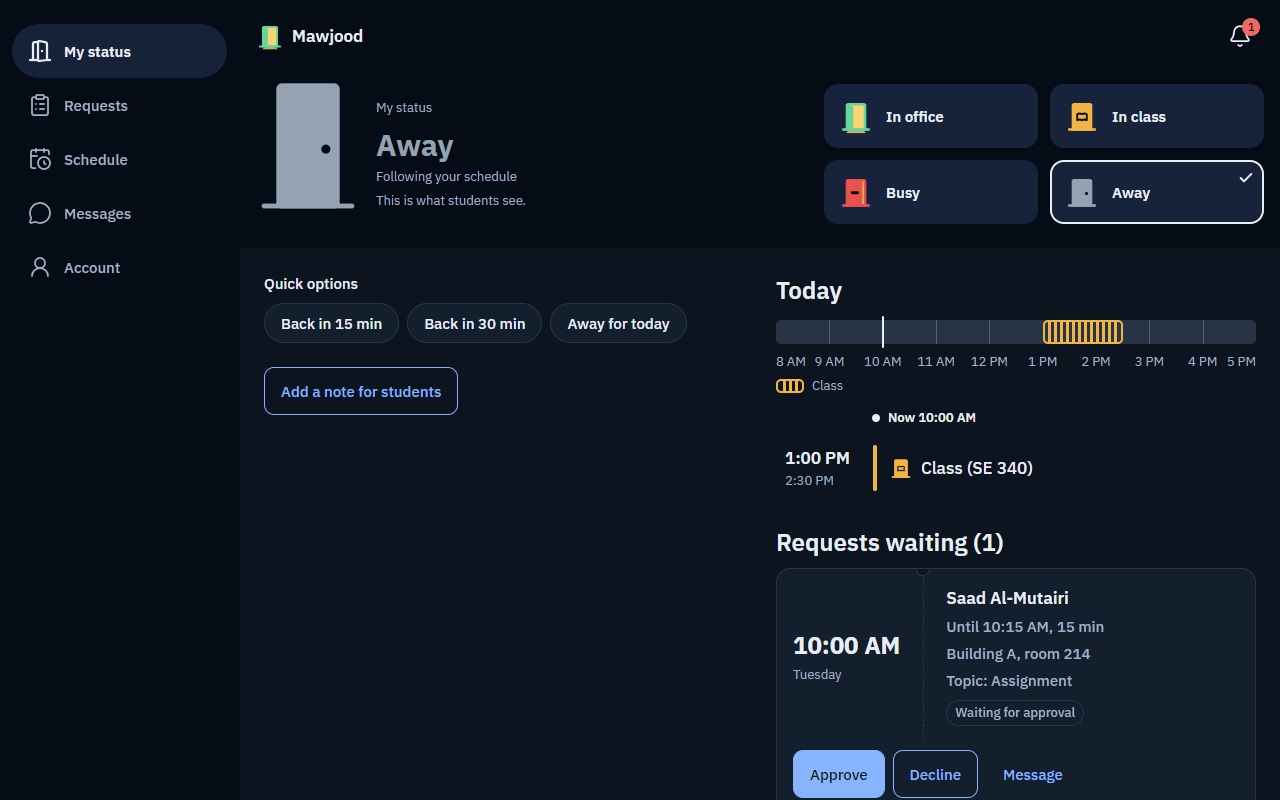 My status
Requests
Schedule
Messages
Account
Mawjood
1
My status
Away
Following your schedule
This is what students see.
In office
In class
Busy
Away
Quick options
Back in 15 min
Back in 30 min
Away for today
Add a note for students
Today
8 AM 9 AM 10 AM 11 AM 12 PM 1 PM 2 PM 3 PM 4 PM 5 PM
Class
Now 10:00 AM
1:00 PM
2:30 PM
Class (SE 340)
Requests waiting (1)
10:00 AM
Tuesday
Saad Al-Mutairi
Until 10:15 AM, 15 min
Building A, room 214
Topic: Assignment
Waiting for approval
Approve
Decline
Message